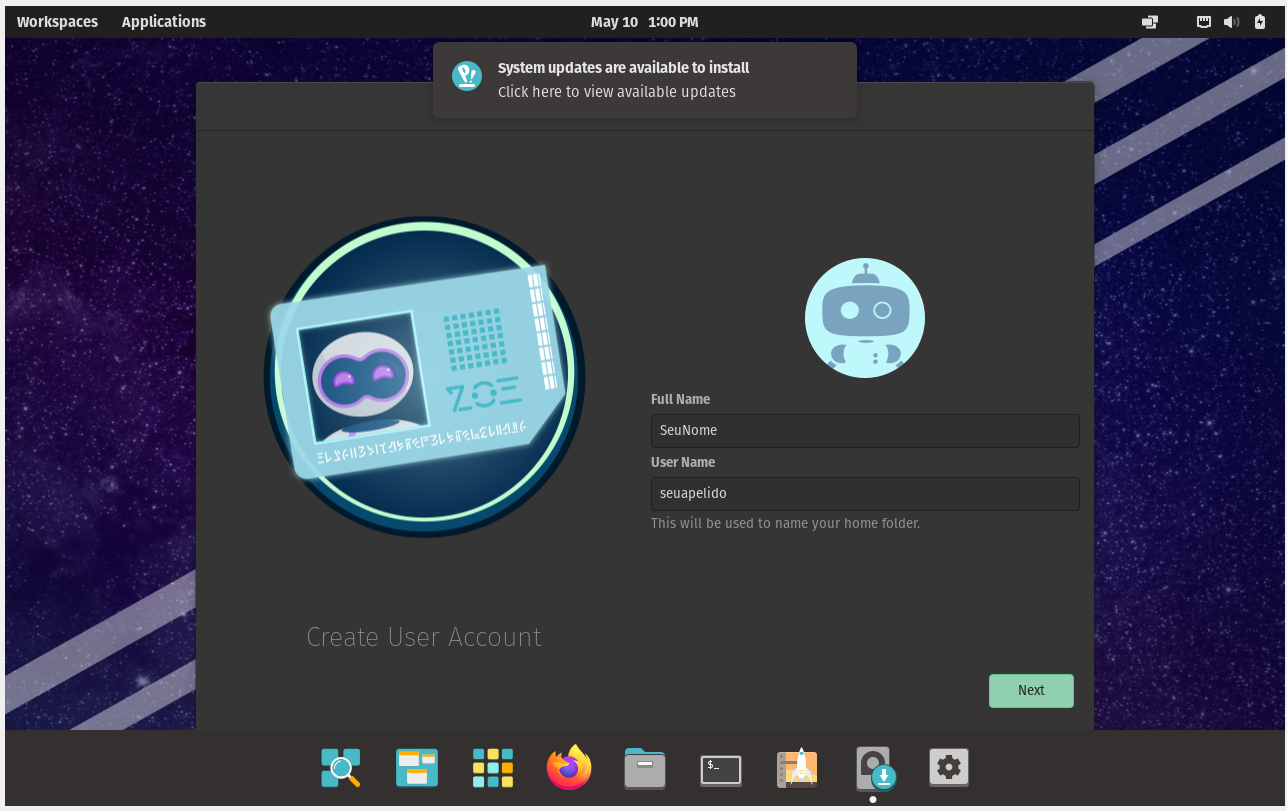 Workspaces Applications May 10 1:00 PM
System updates are available to install
Click here to view available updates
ZOE
Full Name
SeuNome
User Name
seuapelido
This will be used to name your home folder.
Create User Account
Next
$_